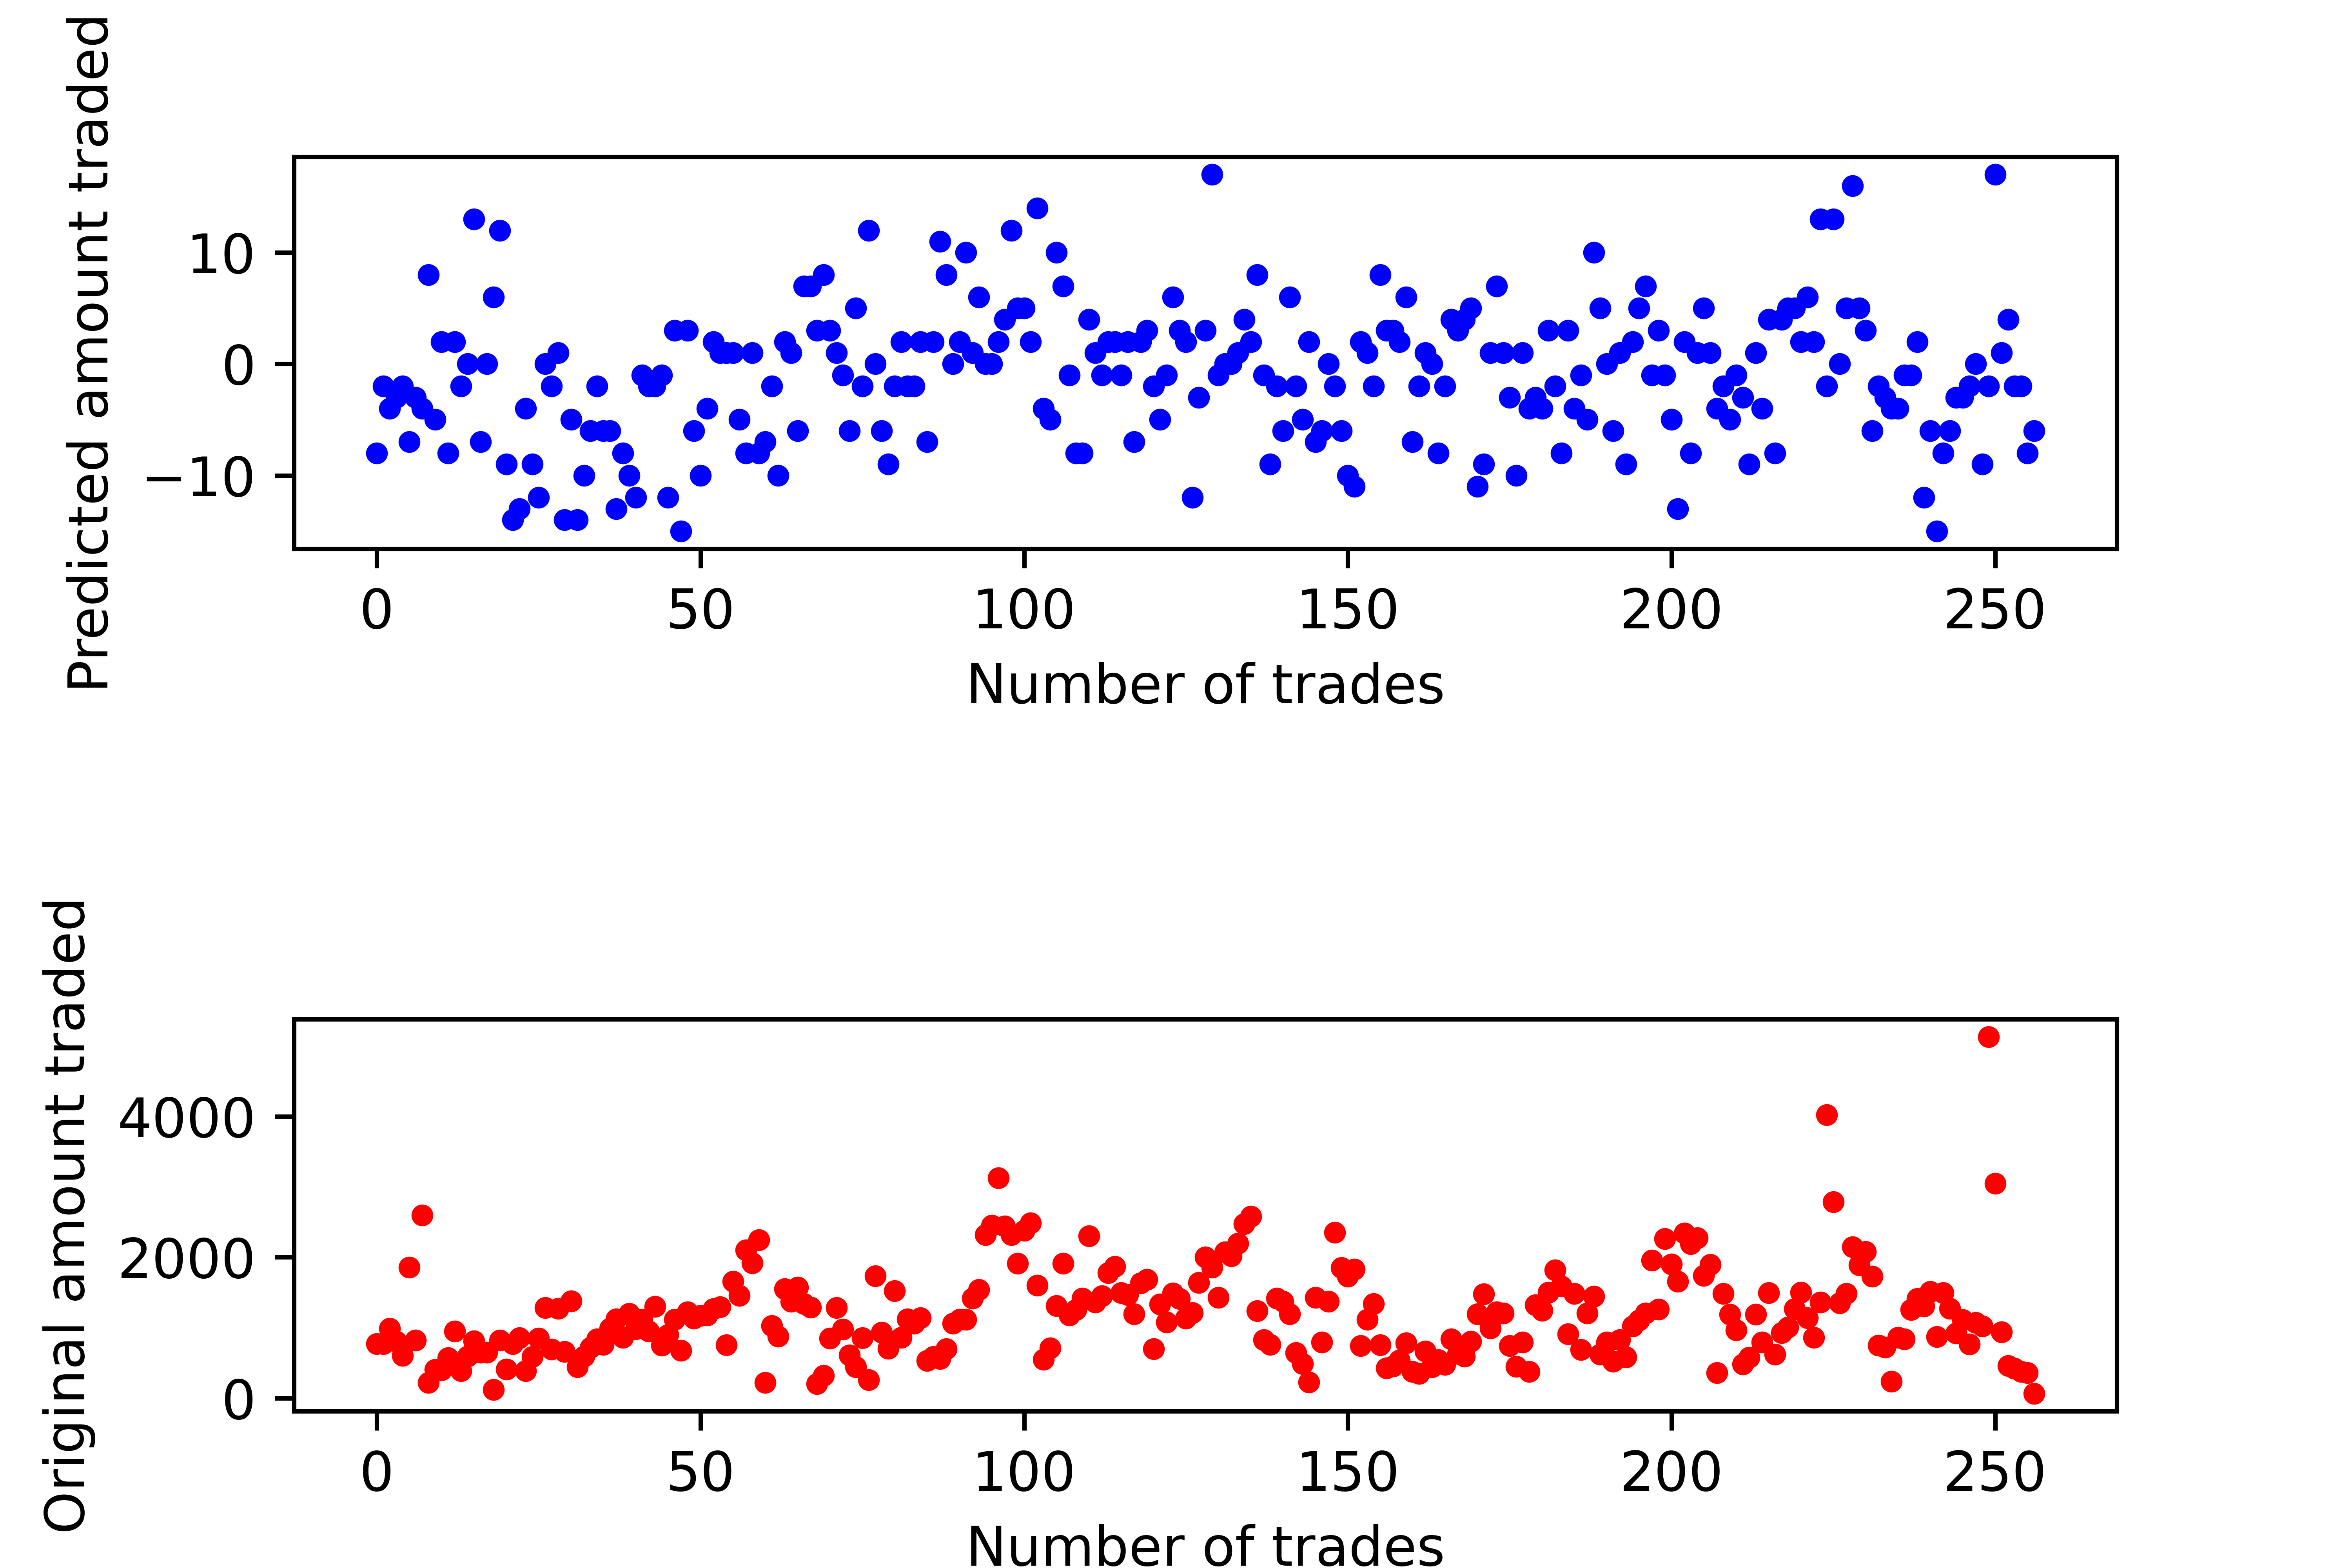 Predicted amount traded
10
0
−10
0 50 100 150 200 250
Number of trades
Original amount traded
4000
2000
0
0 50 100 150 200 250
Number of trades